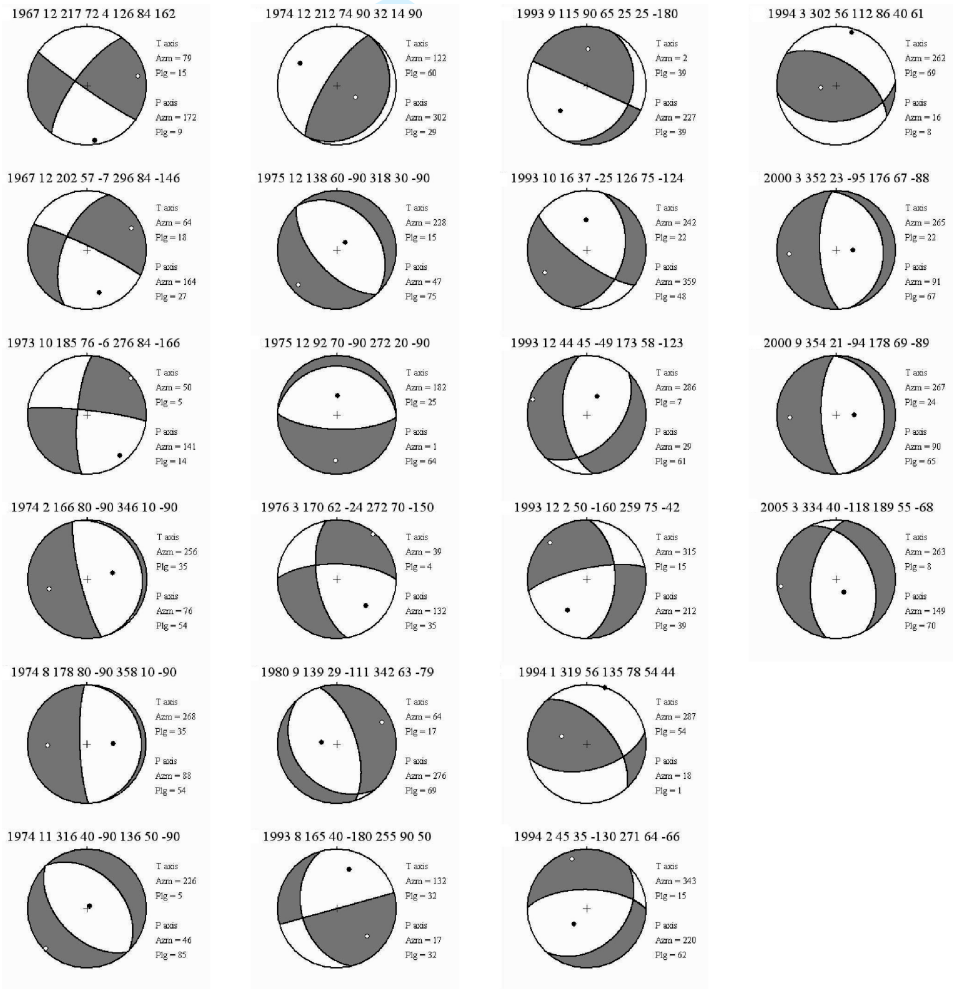 1967 12 217 72 4 126 84 162
T axis
Azm = 79
Plg = 15
P axis
Azm = 172
Plg = 9
1967 12 202 57 -7 296 84 -146
T axis
Azm = 64
Plg = 18
P axis
Azm = 164
Plg = 27
1973 10 185 76 -6 276 84 -166
T axis
Azm = 50
Plg = 5
P axis
Azm = 141
Plg = 14
1974 2 166 80 -90 346 10 -90
T axis
Azm = 256
Plg = 35
P axis
Azm = 76
Plg = 54
1974 8 178 80 -90 358 10 -90
T axis
Azm = 268
Plg = 35
P axis
Azm = 88
Plg = 54
1974 11 316 40 -90 136 50 -90
T axis
Azm = 226
Plg = 5
P axis
Azm = 46
Plg = 85
1974 12 212 74 90 32 14 90
T axis
Azm = 122
Plg = 60
P axis
Azm = 302
Plg = 29
1975 12 138 60 -90 318 30 -90
T axis
Azm = 228
Plg = 15
P axis
Azm = 47
Plg = 75
1975 12 92 70 -90 272 20 -90
T axis
Azm = 182
Plg = 25
P axis
Azm = 1
Plg = 64
1976 3 170 62 -24 272 70 -150
T axis
Azm = 39
Plg = 4
P axis
Azm = 132
Plg = 35
1980 9 139 29 -111 342 63 -79
T axis
Azm = 64
Plg = 17
P axis
Azm = 276
Plg = 69
1993 8 165 40 -180 255 90 50
T axis
Azm = 132
Plg = 32
P axis
Azm = 17
Plg = 32
1993 9 115 90 65 25 25 -180
T axis
Azm = 2
Plg = 39
P axis
Azm = 227
Plg = 39
1993 10 16 37 -25 126 75 -124
T axis
Azm = 242
Plg = 22
P axis
Azm = 359
Plg = 48
1993 12 44 45 -49 173 58 -123
T axis
Azm = 286
Plg = 7
P axis
Azm = 29
Plg = 61
1993 12 2 50 -160 259 75 -42
T axis
Azm = 315
Plg = 15
P axis
Azm = 212
Plg = 39
1994 1 319 56 135 78 54 44
T axis
Azm = 287
Plg = 54
P axis
Azm = 18
Plg = 1
1994 2 45 35 -130 271 64 -66
T axis
Azm = 343
Plg = 15
P axis
Azm = 220
Plg = 62
1994 3 302 56 112 86 40 61
T axis
Azm = 262
Plg = 69
P axis
Azm = 16
Plg = 8
2000 3 352 23 -95 176 67 -88
T axis
Azm = 265
Plg = 22
P axis
Azm = 91
Plg = 67
2000 9 354 21 -94 178 69 -89
T axis
Azm = 267
Plg = 24
P axis
Azm = 90
Plg = 65
2005 3 334 40 -118 189 55 -68
T axis
Azm = 263
Plg = 8
P axis
Azm = 149
Plg = 70